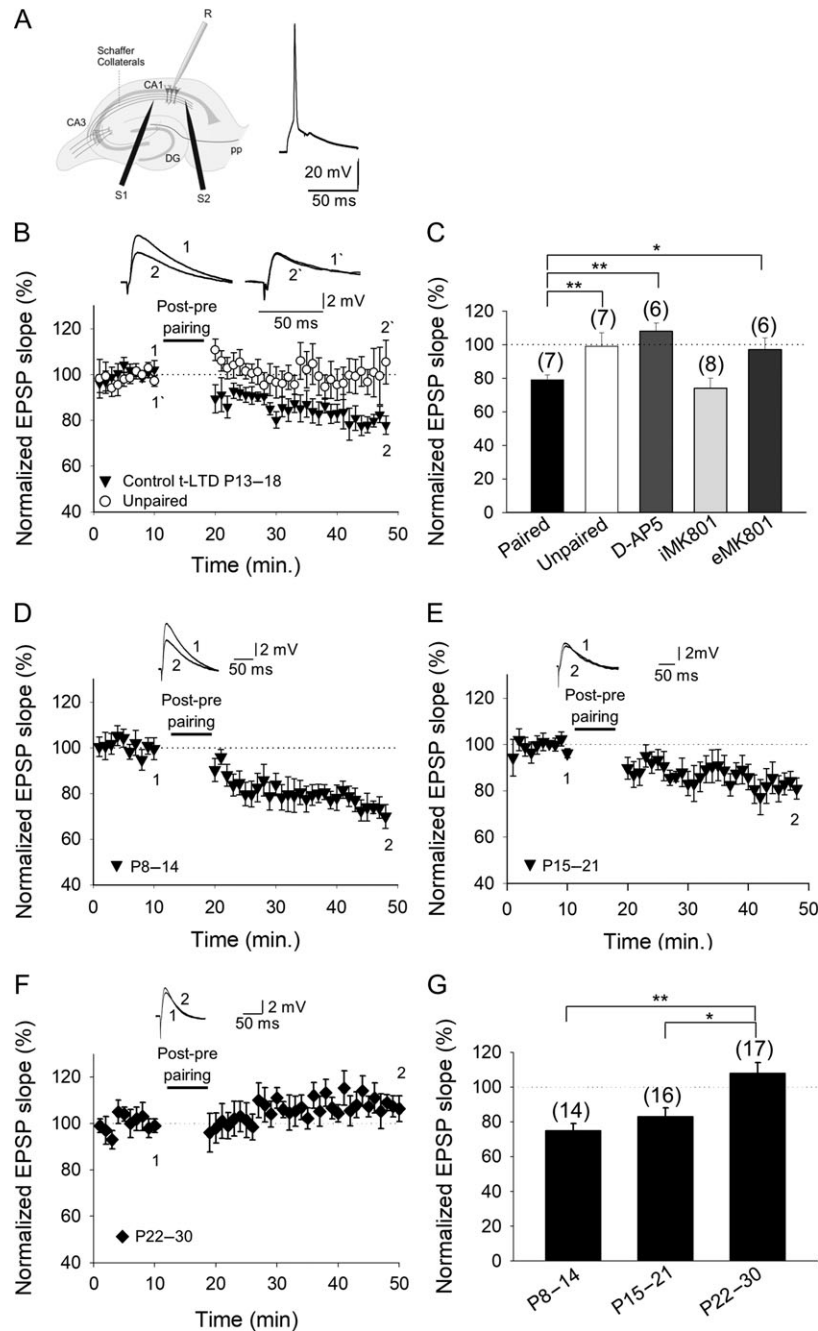 A
R
Schaffer
Collaterals
CA1
CA3
DG
pp
S1
S2
20 mV
50 ms
B
1
2
1`
2`
2 mV
50 ms
Post-pre
pairing
Normalized EPSP slope (%)
120
100
80
60
40
1
1`
2`
2
Control t-LTD P13–18
Unpaired
0 10 20 30 40 50
Time (min.)
C
Normalized EPSP slope (%)
120
100
80
60
40
20
0
*
**
**
(7)
(7)
(6)
(8)
(6)
Paired
Unpaired
D-AP5
iMK801
eMK801
D
1
2
2 mV
50 ms
Post-pre
pairing
Normalized EPSP slope (%)
120
100
80
60
40
1
2
P8–14
0 10 20 30 40 50
Time (min.)
E
1
2
2mV
50 ms
Post-pre
pairing
Normalized EPSP slope (%)
120
100
80
60
40
1
2
P15–21
0 10 20 30 40 50
Time (min.)
F
2
1
2 mV
50 ms
Post-pre
pairing
Normalized EPSP slope (%)
120
100
80
60
40
1
2
P22–30
0 10 20 30 40 50
Time (min)
G
Normalized EPSP slope (%)
120
100
80
60
40
20
0
**
*
(14)
(16)
(17)
P8–14
P15–21
P22–30